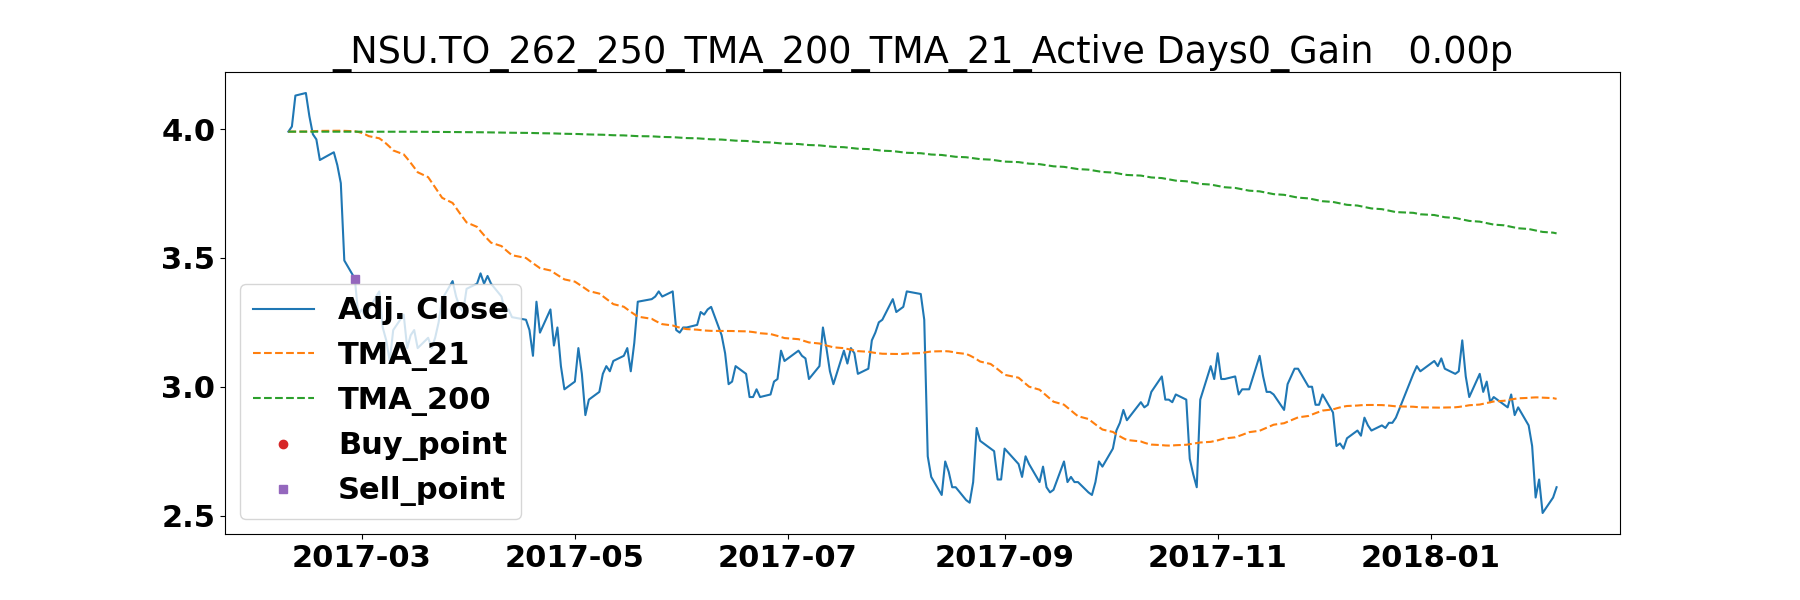 _NSU.TO_262_250_TMA_200_TMA_21_Active Days0_Gain   0.00p
4.0
3.5
3.0
2.5
Adj. Close
TMA_21
TMA_200
Buy_point
Sell_point
2017-03 2017-05 2017-07 2017-09 2017-11 2018-01